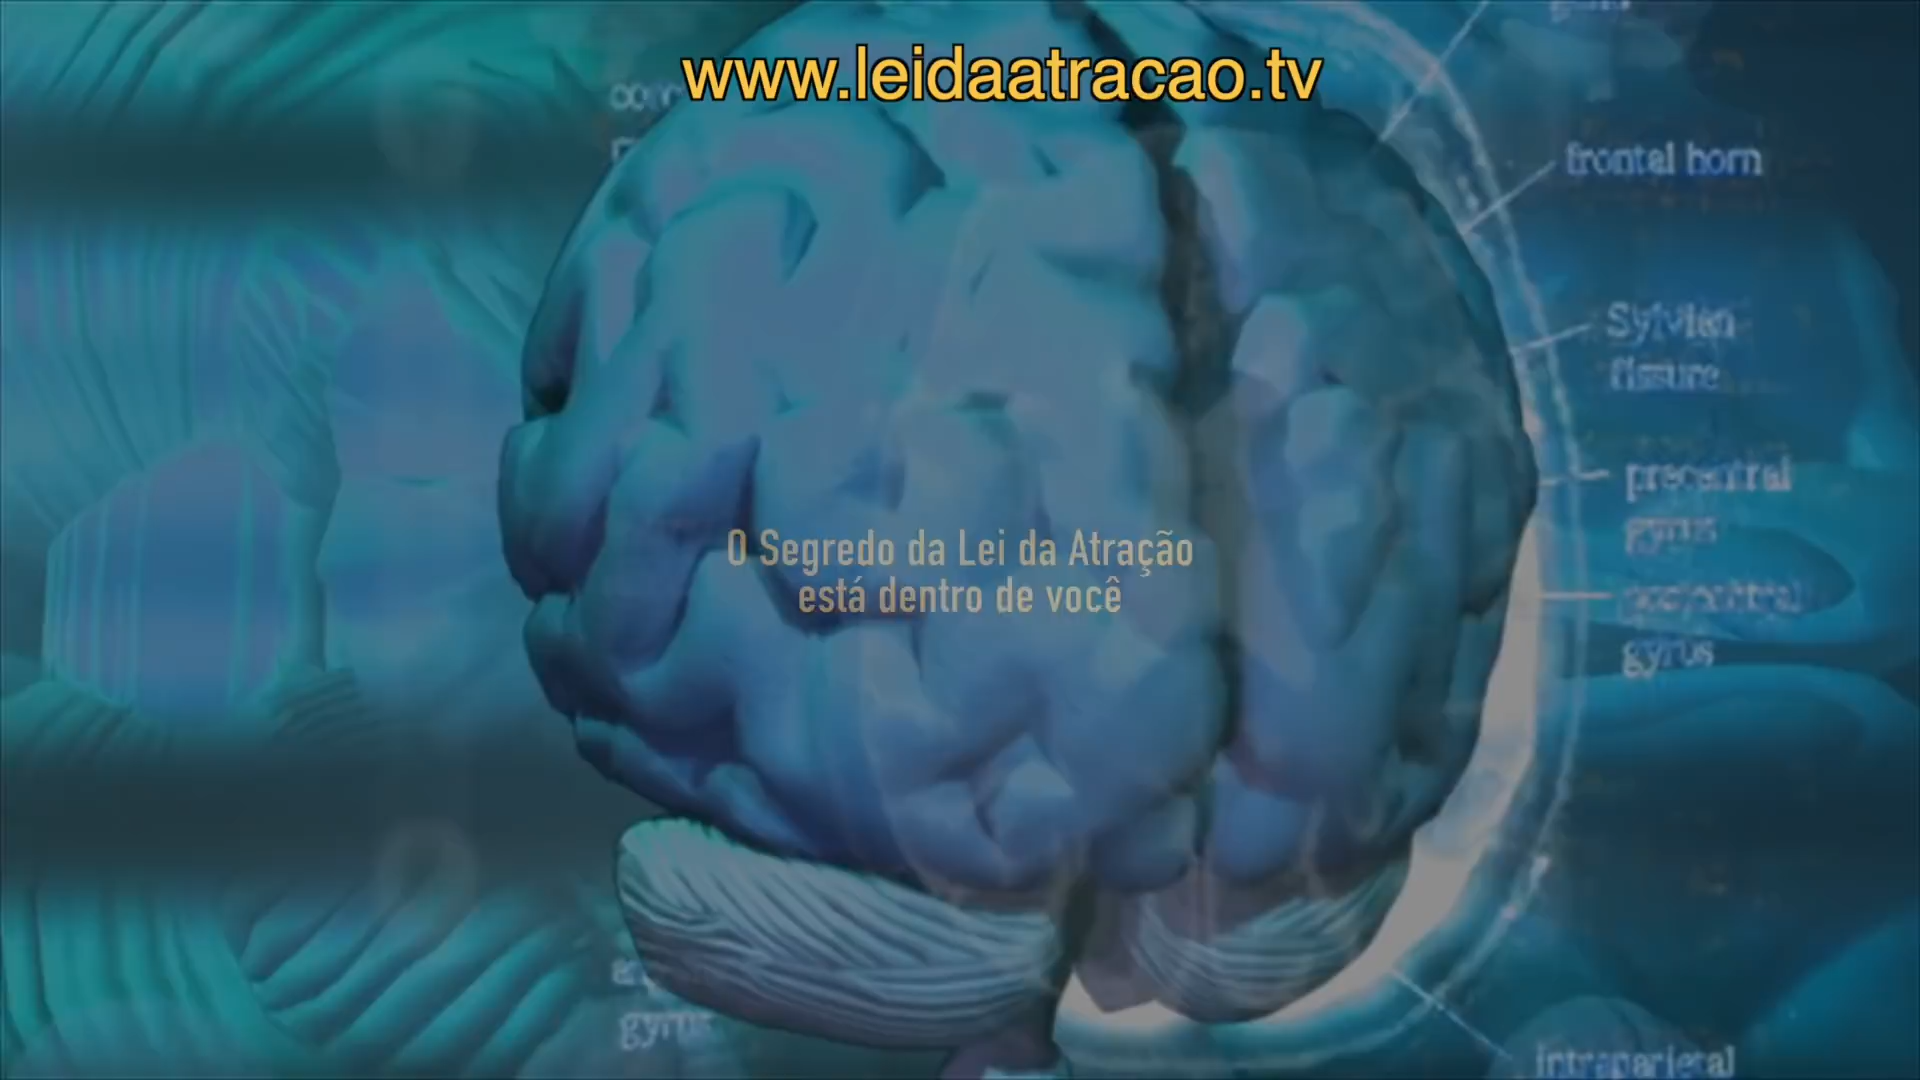 www.leidaatracao.tv
frontal horn
Sylvian
fissure
precentral
gyrus
O Segredo da Lei da Atração
está dentro de você
postcentral
gyrus
gyrus
intraparietal